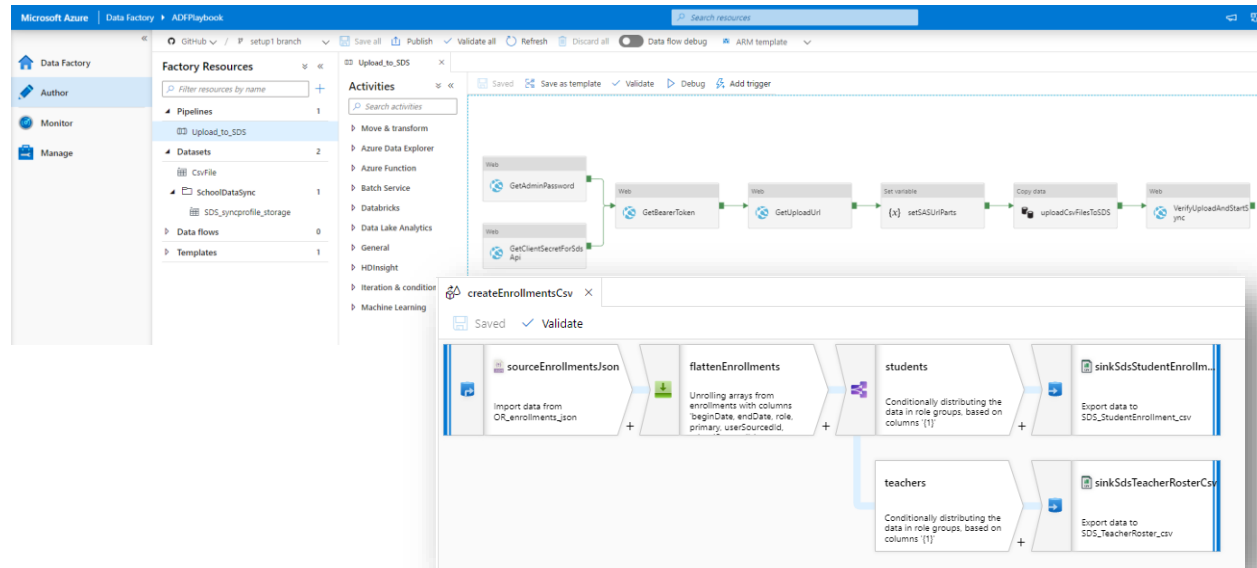 Microsoft Azure | Data Factory ▸ ADFPlaybook
Search resources
GitHub / setup1 branch Save all Publish Validate all Refresh Discard all Data flow debug ARM template
Data Factory
Author
Monitor
Manage
Factory Resources
Filter resources by name
Pipelines 1
Upload_to_SDS
Datasets 2
CsvFile
SchoolDataSync 1
SDS_syncprofile_storage
Data flows 0
Templates 1
Upload_to_SDS
Activities
Search activities
Move & transform
Azure Data Explorer
Azure Function
Batch Service
Databricks
Data Lake Analytics
General
HDInsight
Iteration & condition
Machine Learning
Saved Save as template Validate Debug Add trigger
Web
GetAdminPassword
Web
GetClientSecretForSds
Api
Web
GetBearerToken
Web
GetUploadUrl
Set variable
{x} setSASUrlParts
Copy data
uploadCsvFilesToSDS
Web
VerifyUploadAndStartS
ync
createEnrollmentsCsv
Saved Validate
sourceEnrollmentsJson
Import data from
OR_enrollments_json
+
flattenEnrollments
Unrolling arrays from
enrollments with columns
'beginDate, endDate, role,
primary, userSourcedId,
+
students
Conditionally distributing the
data in role groups, based on
columns '{1}'
+
sinkSdsStudentEnrollm...
Export data to
SDS_StudentEnrollment_csv
teachers
Conditionally distributing the
data in role groups, based on
columns '{1}'
+
sinkSdsTeacherRosterCsv
Export data to
SDS_TeacherRoster_csv